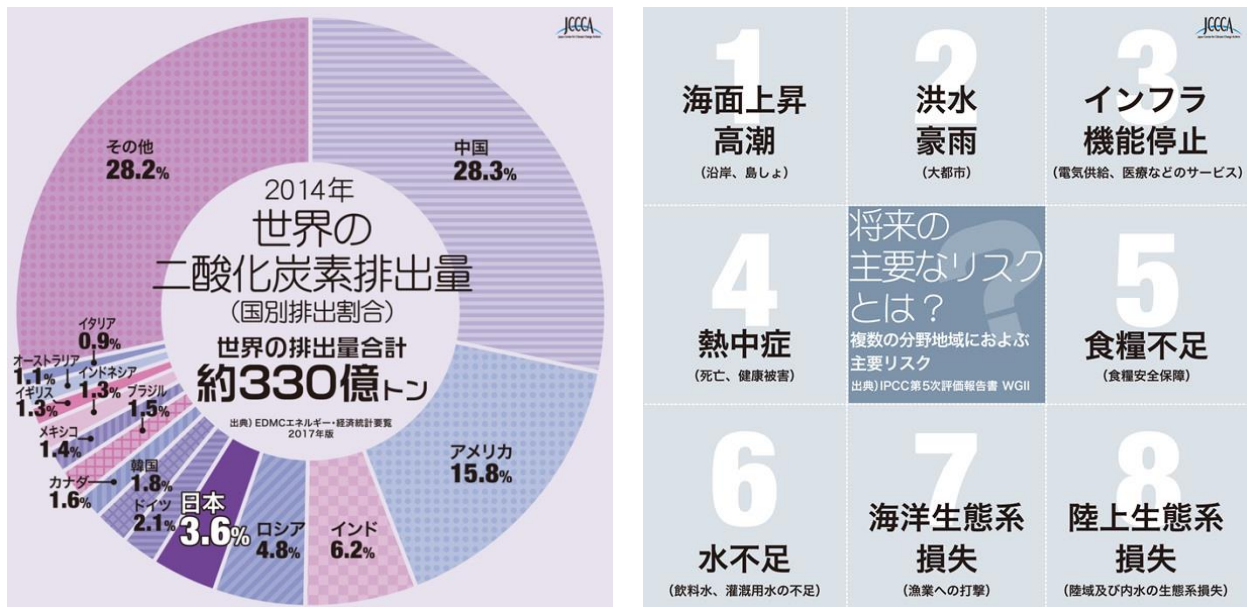 JCCCA
2014年
世界の
二酸化炭素排出量
(国別排出割合)
世界の排出量合計
約330億トン
出典) EDMCエネルギー・経済統計要覧
2017年版
中国
28.3%
アメリカ
15.8%
インド
6.2%
ロシア
4.8%
日本
3.6%
ドイツ
2.1%
韓国
1.8%
カナダ
1.6%
ブラジル
1.5%
メキシコ
1.4%
インドネシア
1.3%
イギリス
1.3%
オーストラリア
1.1%
イタリア
0.9%
その他
28.2%
JCCCA
1
海面上昇
高潮
(沿岸、島しょ)
2
洪水
豪雨
(大都市)
3
インフラ
機能停止
(電気供給、医療などのサービス)
4
熱中症
(死亡、健康被害)
?
将来の
主要なリスク
とは?
複数の分野地域におよぶ
主要リスク
出典)IPCC第5次評価報告書 WGII
5
食糧不足
(食糧安全保障)
6
水不足
(飲料水、灌漑用水の不足)
7
海洋生態系
損失
(漁業への打撃)
8
陸上生態系
損失
(陸域及び内水の生態系損失)